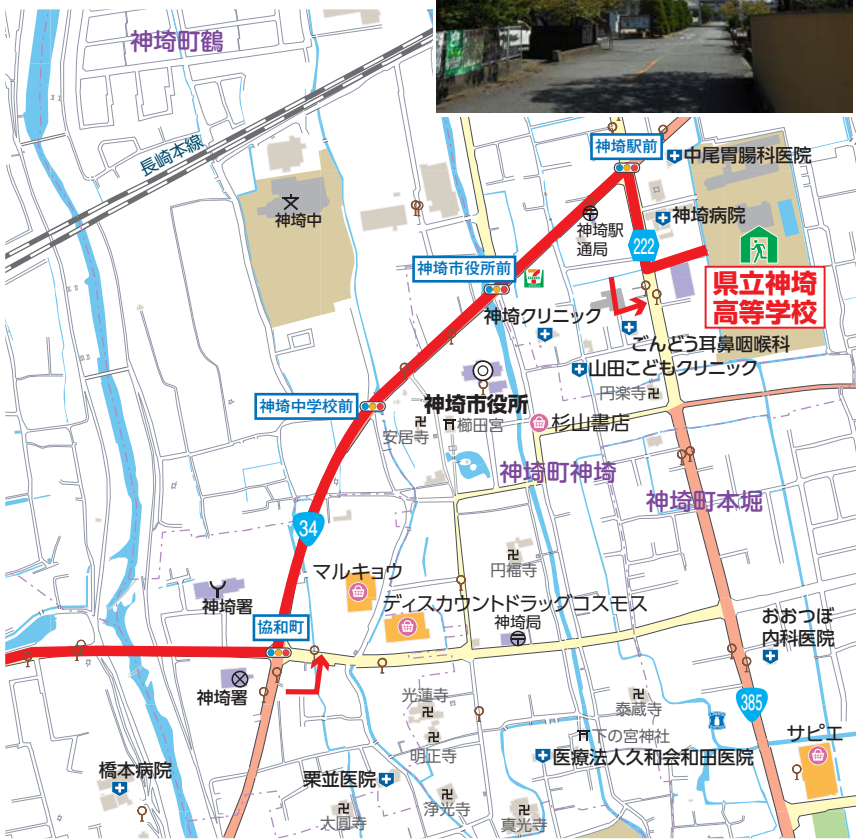 神埼町鶴
長崎本線
神埼中
神埼駅前
中尾胃腸科医院
神埼病院
神埼駅
通局
222
県立神埼
高等学校
神埼市役所前
神埼クリニック
ごんどう耳鼻咽喉科
山田こどもクリニック
円楽寺
神埼中学校前
神埼市役所
安居寺
櫛田宮
杉山書店
神埼町神埼
神埼町本堀
34
マルキョウ
円福寺
ディスカウントドラッグコスモス
神埼署
神埼局
協和町
おおつぼ
内科医院
神埼署
光蓮寺
泰蔵寺
385
下の宮神社
サピエ
明正寺
医療法人久和会和田医院
橋本病院
栗並医院
浄光寺
大圓寺
真光寺